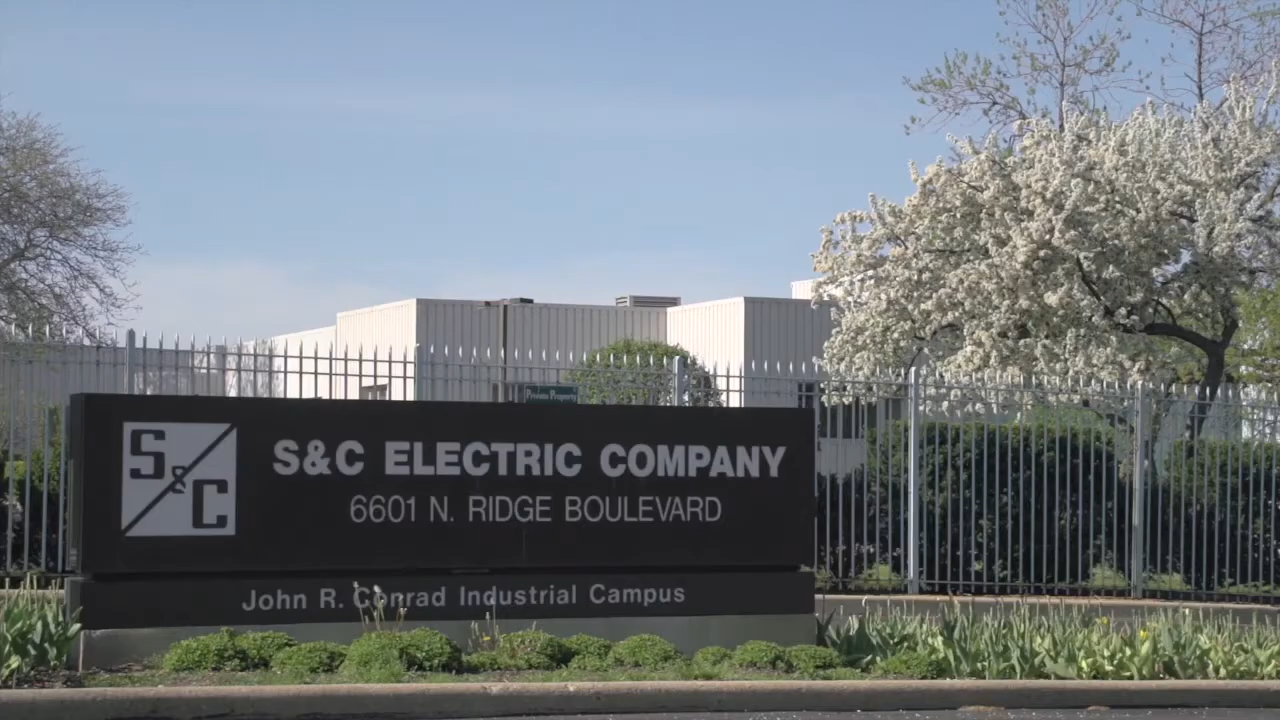 Private Property
S&C
S&C ELECTRIC COMPANY
6601 N. RIDGE BOULEVARD
John R. Conrad Industrial Campus